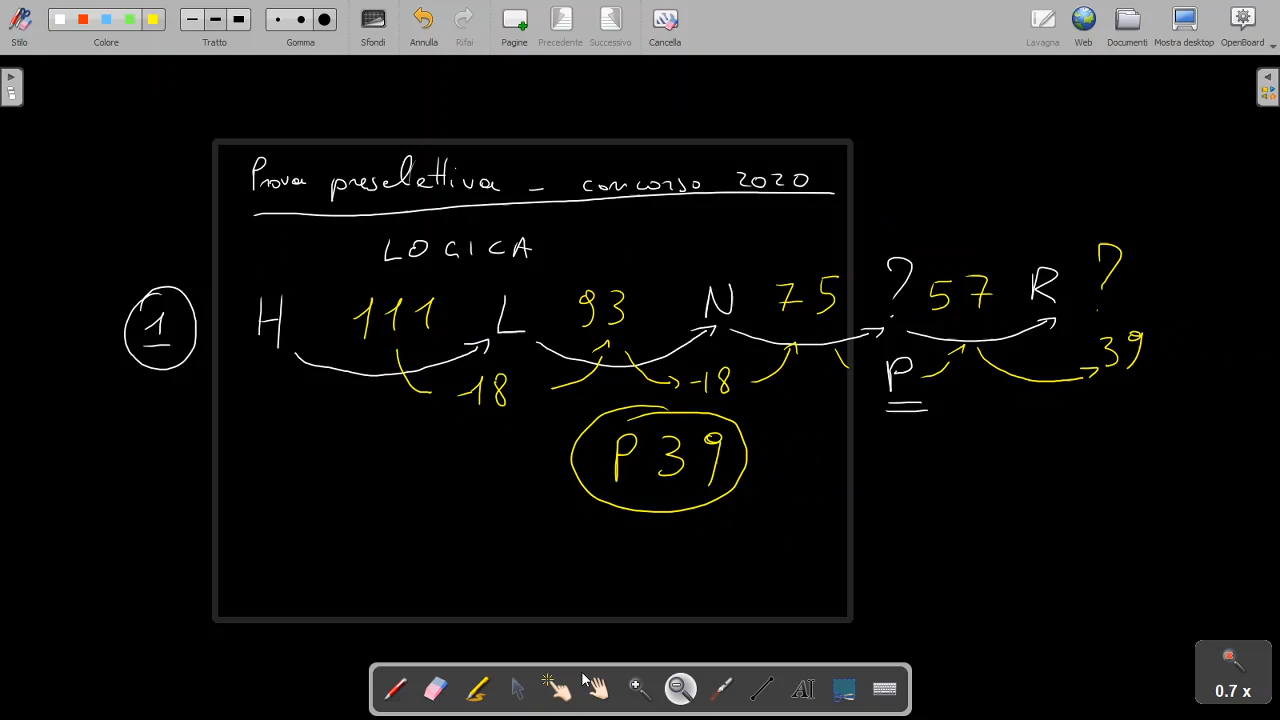 Stilo Colore Tratto Gomma Sfondi Annulla Rifai Pagine Precedente Successivo Cancella Lavagna Web Documenti Mostra desktop OpenBoard
Prova preselettiva - concorso 2020
LOGICA
1 H 111 L 93 N 75 ? 57 R ?
-18 -18 P 39
P 39
AI
0.7 x